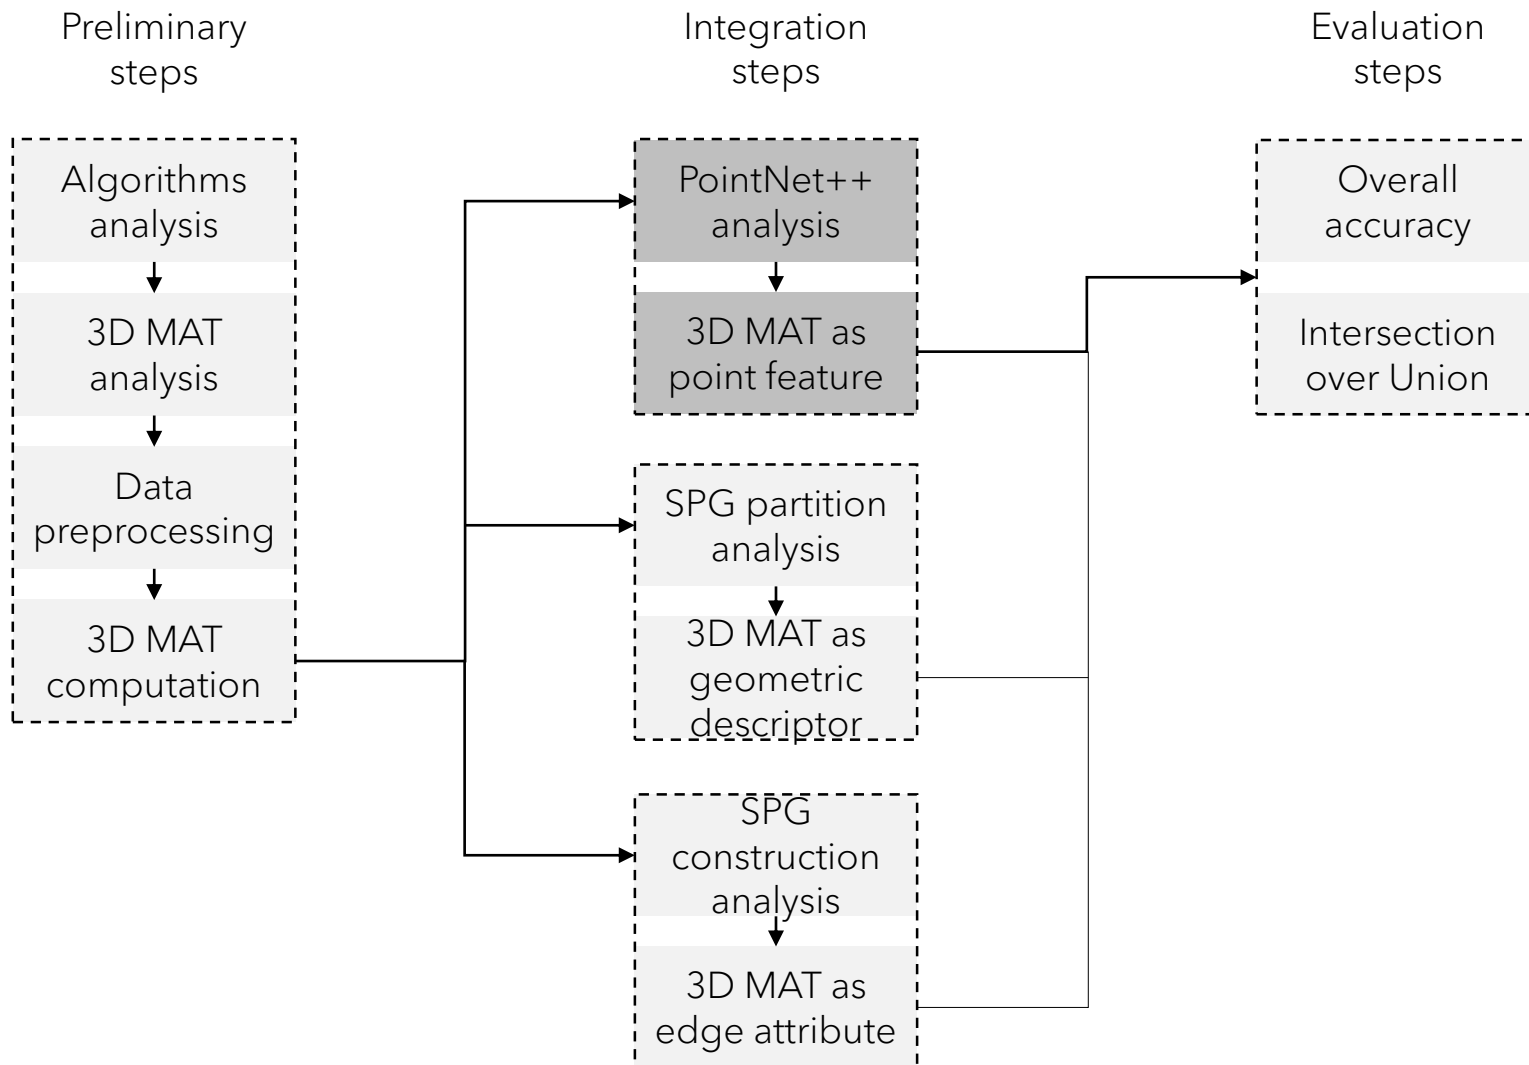 Preliminary
steps
Integration
steps
Evaluation
steps
Algorithms
analysis
3D MAT
analysis
Data
preprocessing
3D MAT
computation
PointNet++
analysis
3D MAT as
point feature
SPG partition
analysis
3D MAT as
geometric
descriptor
SPG
construction
analysis
3D MAT as
edge attribute
Overall
accuracy
Intersection
over Union